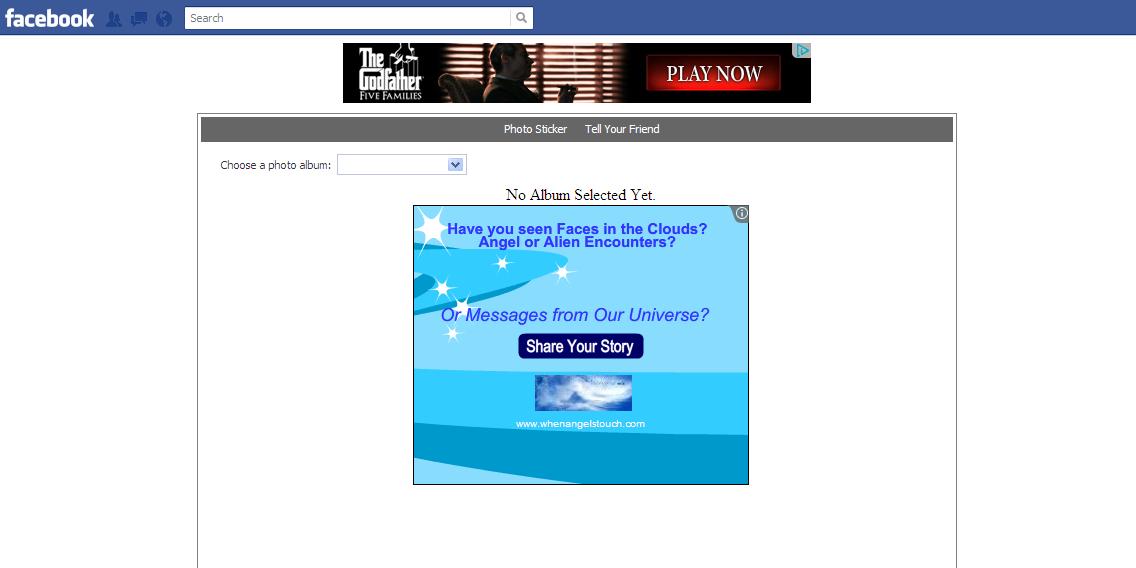 facebook
Search
The
Godfather
FIVE FAMILIES
PLAY NOW
Photo Sticker
Tell Your Friend
Choose a photo album:
No Album Selected Yet.
Have you seen Faces in the Clouds?
Angel or Alien Encounters?
Or Messages from Our Universe?
Share Your Story
www.whenangelstouch.com